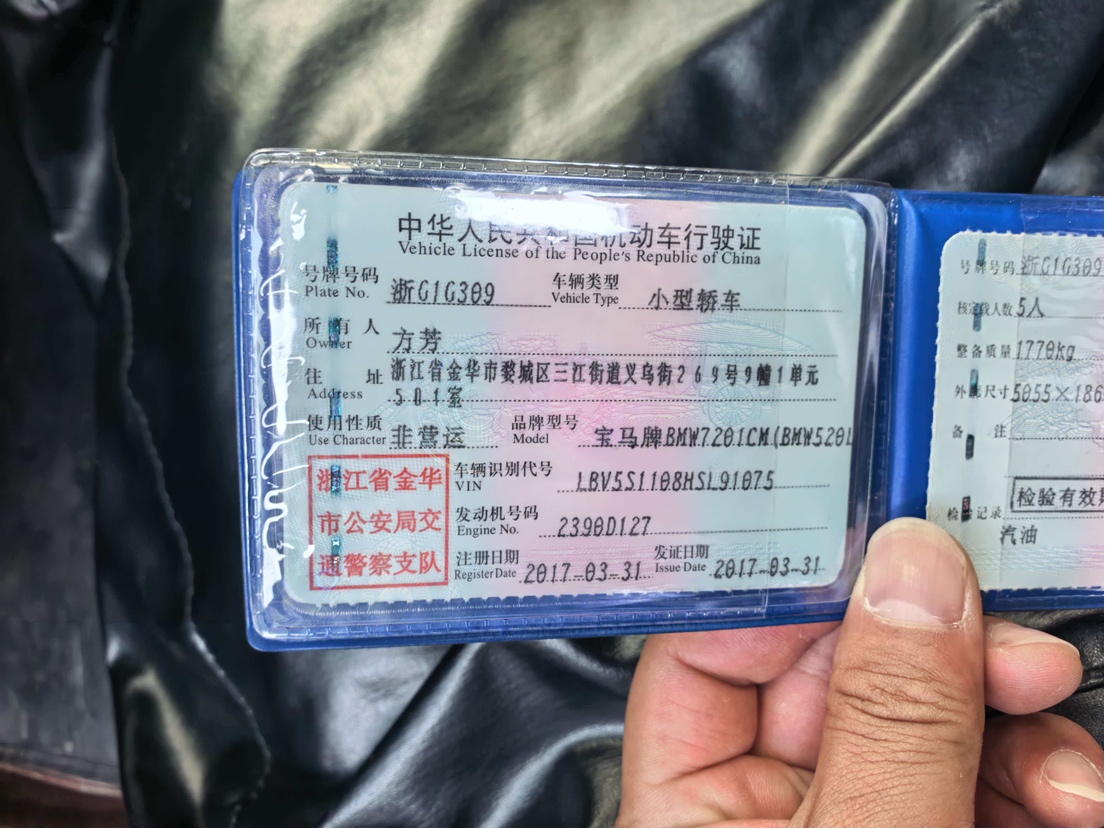 中华人民共和国机动车行驶证
Vehicle License of the People's Republic of China
号牌号码 浙G1G309 车辆类型 小型轿车
Plate No. Vehicle Type
所有人 方芳
Owner
住址 浙江省金华市婺城区三江街道义乌街269号9幢1单元
Address 501室
使用性质 非营运 品牌型号 宝马牌BMW7201CM(BMW520L
Use Character Model
浙江省金华
市公安局交
通警察支队
车辆识别代号 LBV5S1108HSL91075
VIN
发动机号码 2390D127
Engine No.
注册日期 2017-03-31 发证日期 2017-03-31
Register Date Issue Date
号牌号码 浙G1G309
核定载人数 5人
整备质量 1770kg
外廓尺寸 5055×186
备注
检验有效期
检验记录
汽油